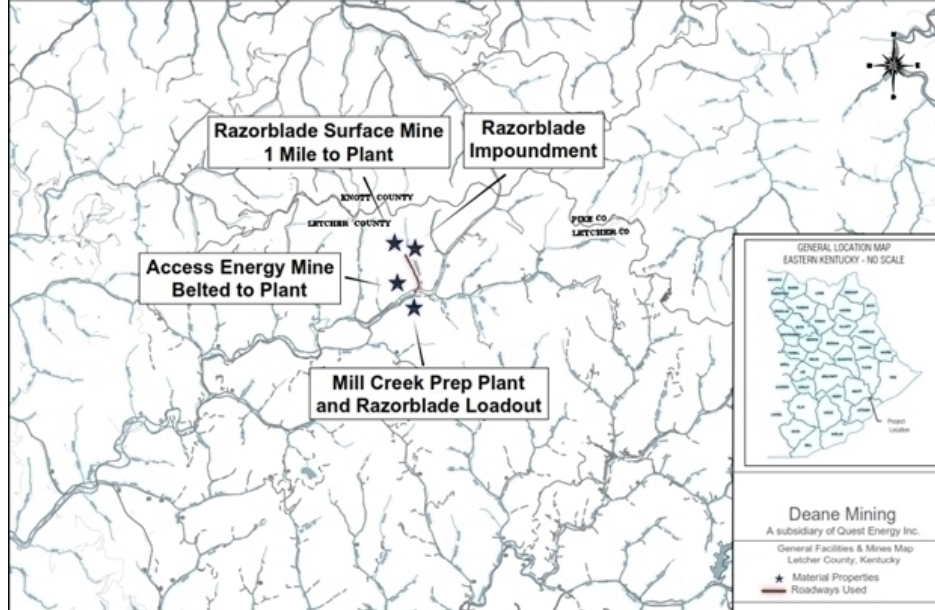 Razorblade Surface Mine
1 Mile to Plant
Razorblade
Impoundment
KNOTT COUNTY
LETCHER COUNTY
PIKE CO
LETCHER CO
Access Energy Mine
Belted to Plant
Mill Creek Prep Plant
and Razorblade Loadout
GENERAL LOCATION MAP
EASTERN KENTUCKY - NO SCALE
Project
Location
Deane Mining
A subsidiary of Quest Energy Inc.
General Facilities & Mines Map
Letcher County, Kentucky
Material Properties
Roadways Used